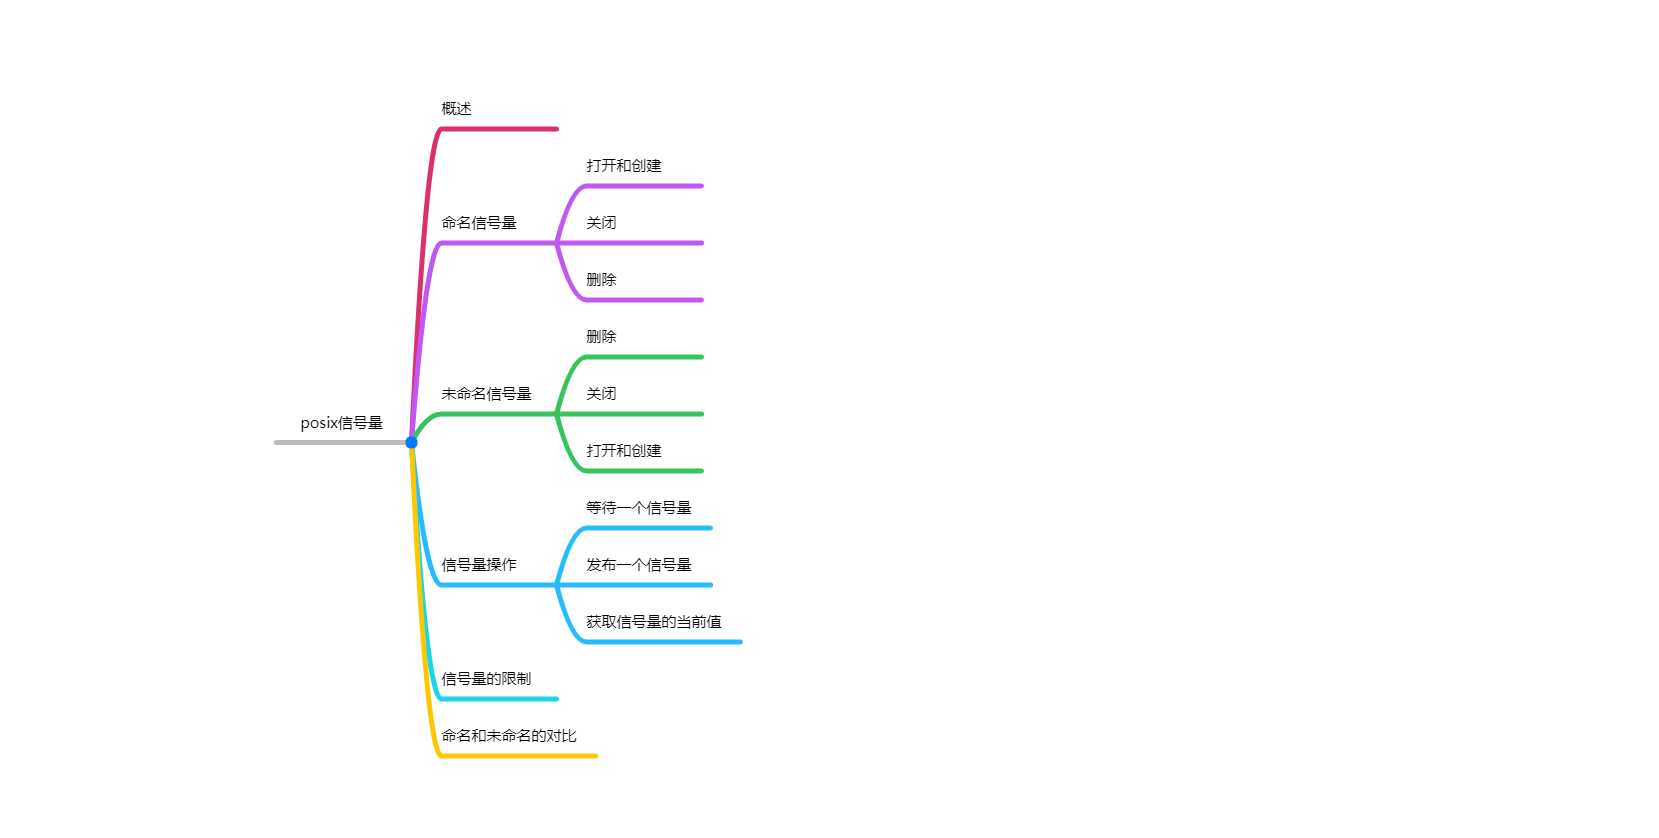 posix信号量
概述
命名信号量
打开和创建
关闭
删除
未命名信号量
删除
关闭
打开和创建
信号量操作
等待一个信号量
发布一个信号量
获取信号量的当前值
信号量的限制
命名和未命名的对比